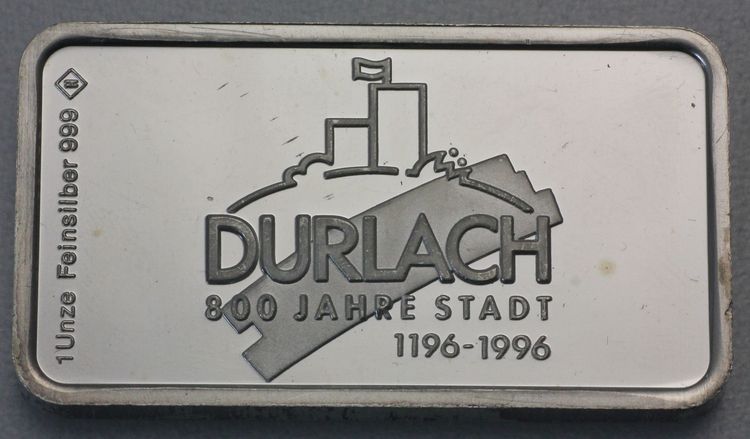 1 Unze Feinsilber 999
DURLACH
800 JAHRE STADT
1196-1996